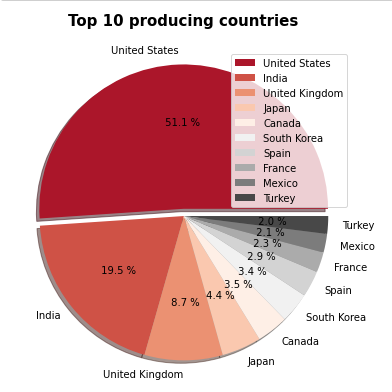 Top 10 producing countries
United States
United States
India
United Kingdom
Japan
Canada
South Korea
Spain
France
Mexico
Turkey
51.1 %
2.0 %
Turkey
2.1 %
Mexico
2.3 %
France
2.9 %
Spain
3.4 %
South Korea
3.5 %
Canada
4.4 %
Japan
8.7 %
United Kingdom
19.5 %
India